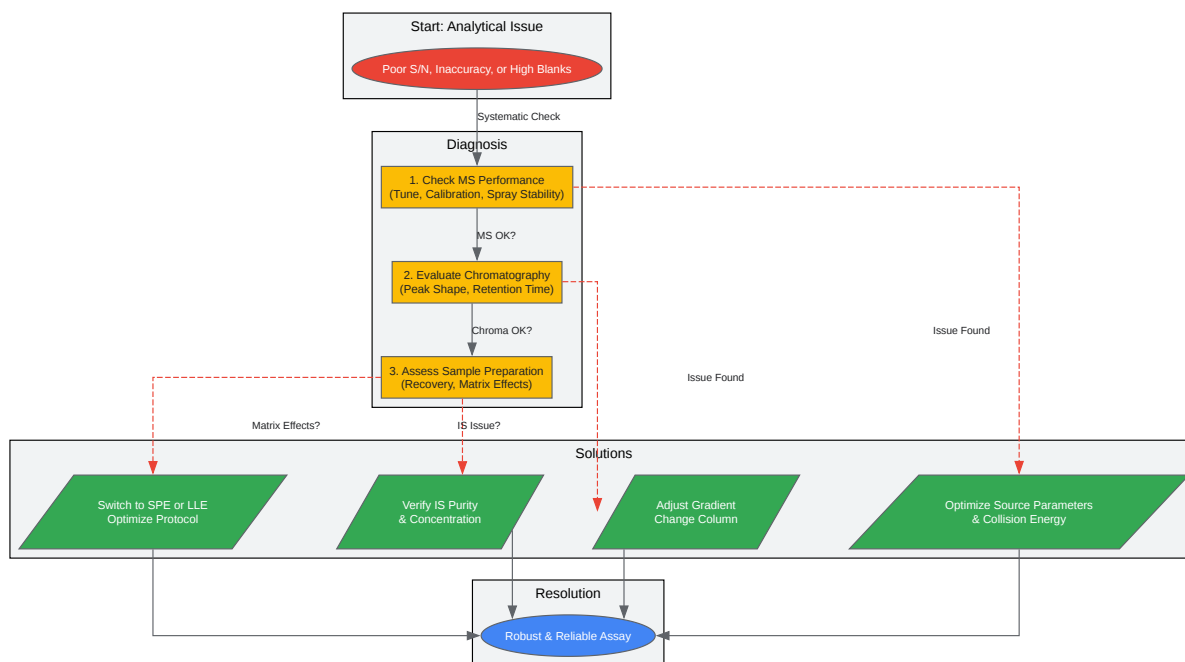 Start: Analytical Issue
Poor S/N, Inaccuracy, or High Blanks
Systematic Check
Diagnosis
1. Check MS Performance
(Tune, Calibration, Spray Stability)
MS OK?
2. Evaluate Chromatography
(Peak Shape, Retention Time)
Chroma OK?
Issue Found
3. Assess Sample Preparation
(Recovery, Matrix Effects)
Issue Found
Matrix Effects?
IS Issue?
Solutions
Switch to SPE or LLE
Optimize Protocol
Verify IS Purity
& Concentration
Adjust Gradient
Change Column
Optimize Source Parameters
& Collision Energy
Resolution
Robust & Reliable Assay